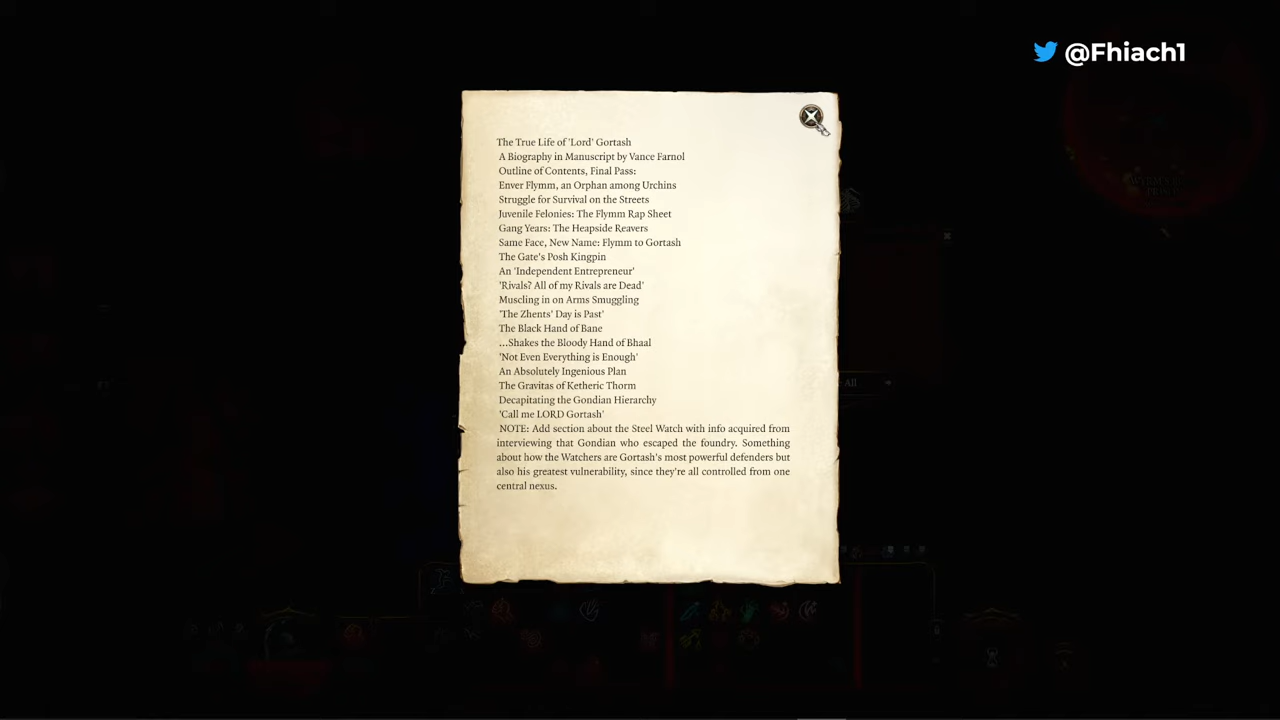 @Fhiach1
The True Life of 'Lord' Gortash
A Biography in Manuscript by Vance Farnol
Outline of Contents, Final Pass:
Enver Flymm, an Orphan among Urchins
Struggle for Survival on the Streets
Juvenile Felonies: The Flymm Rap Sheet
Gang Years: The Heapside Reavers
Same Face, New Name: Flymm to Gortash
The Gate's Posh Kingpin
An 'Independent Entrepreneur'
'Rivals? All of my Rivals are Dead'
Muscling in on Arms Smuggling
'The Zhents' Day is Past'
The Black Hand of Bane
...Shakes the Bloody Hand of Bhaal
'Not Even Everything is Enough'
An Absolutely Ingenious Plan
The Gravitas of Ketheric Thorm
Decapitating the Gondian Hierarchy
'Call me LORD Gortash'
NOTE: Add section about the Steel Watch with info acquired from
interviewing that Gondian who escaped the foundry. Something
about how the Watchers are Gortash's most powerful defenders but
also his greatest vulnerability, since they're all controlled from one
central nexus.
All